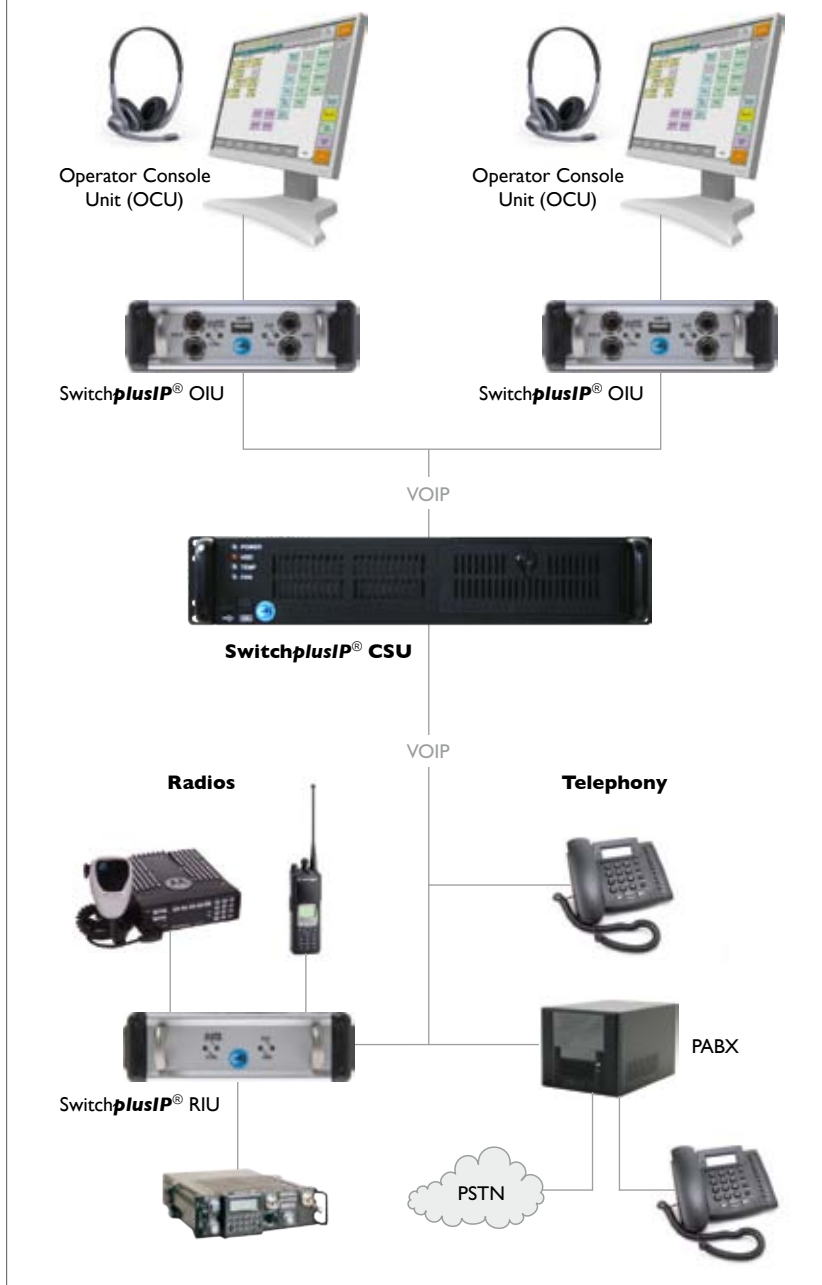 Operator Console
Unit (OCU)
Operator Console
Unit (OCU)
SwitchplusIP® OIU
SwitchplusIP® OIU
VOIP
POWER
HDD
TEMP
FAN
SwitchplusIP® CSU
VOIP
Radios
Telephony
PABX
SwitchplusIP® RIU
PSTN